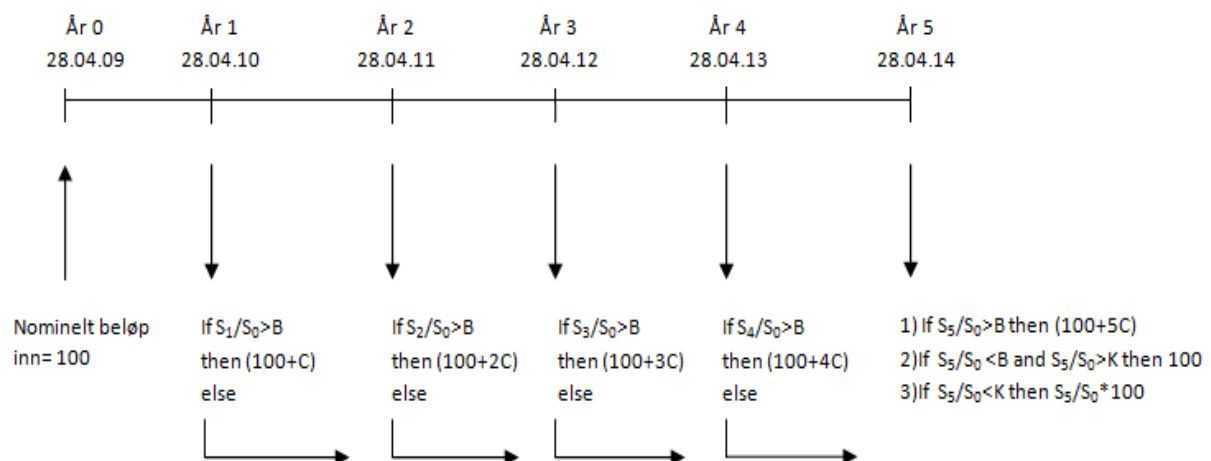 År 0
28.04.09
År 1
28.04.10
År 2
28.04.11
År 3
28.04.12
År 4
28.04.13
År 5
28.04.14
Nominelt beløp
inn= 100
If S₁/S₀>B
then (100+C)
else
If S₂/S₀>B
then (100+2C)
else
If S₃/S₀>B
then (100+3C)
else
If S₄/S₀>B
then (100+4C)
else
1) If S₅/S₀>B then (100+5C)
2)If S₅/S₀ <B and S₅/S₀>K then 100
3)If S₅/S₀<K then S₅/S₀*100